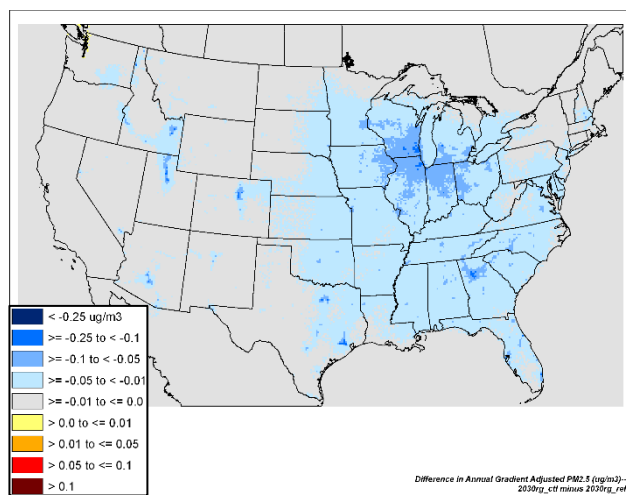 < -0.25 ug/m3
>= -0.25 to < -0.1
>= -0.1 to < -0.05
>= -0.05 to < -0.01
>= -0.01 to <= 0.0
> 0.0 to <= 0.01
> 0.01 to <= 0.05
> 0.05 to <= 0.1
> 0.1
Difference in Annual Gradient Adjusted PM2.5 (ug/m3)--
2030rg_ctl minus 2030rg_ref